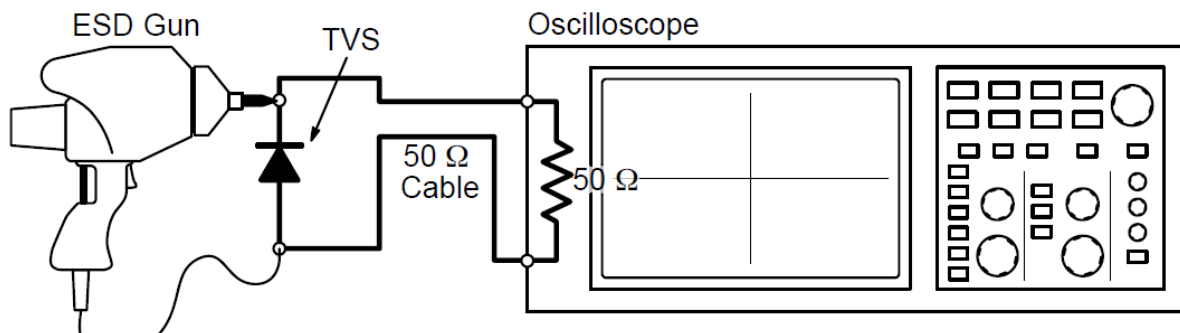 ESD Gun
TVS
Oscilloscope
50 Ω
Cable
50 Ω